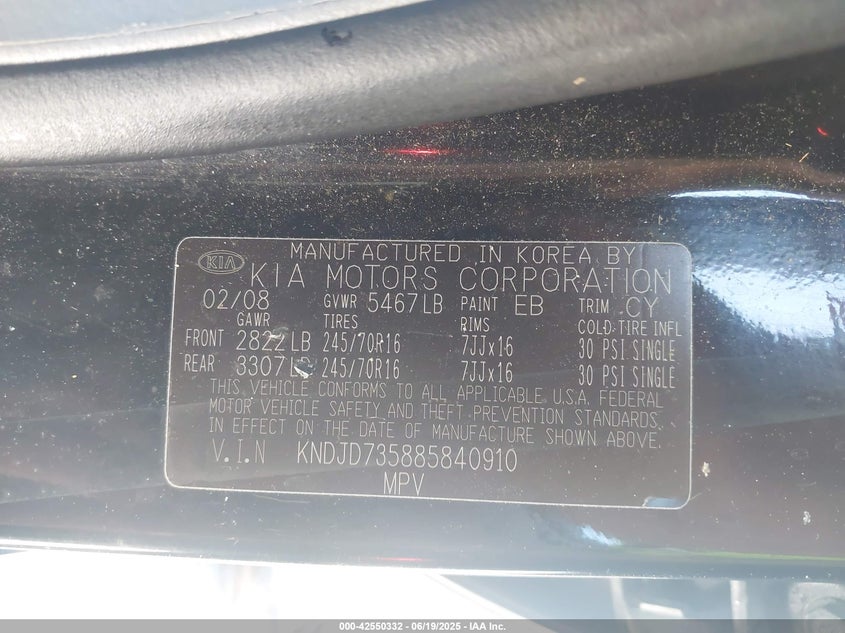 MANUFACTURED IN KOREA BY
KIA KIA MOTORS CORPORATION
02/08 GVWR 5467LB PAINT EB TRIM CY
GAWR TIRES RIMS COLD TIRE INFL
FRONT 2822LB 245/70R16 7JJx16 30 PSI SINGLE
REAR 3307LB 245/70R16 7JJx16 30 PSI SINGLE
THIS VEHICLE CONFORMS TO ALL APPLICABLE U.S.A. FEDERAL
MOTOR VEHICLE SAFETY AND THEFT PREVENTION STANDARDS
IN EFFECT ON THE DATE OF MANUFACTURE SHOWN ABOVE.
V.I.N KNDJD735885840910
MPV
000-42550332 - 06/19/2025 - IAA Inc.